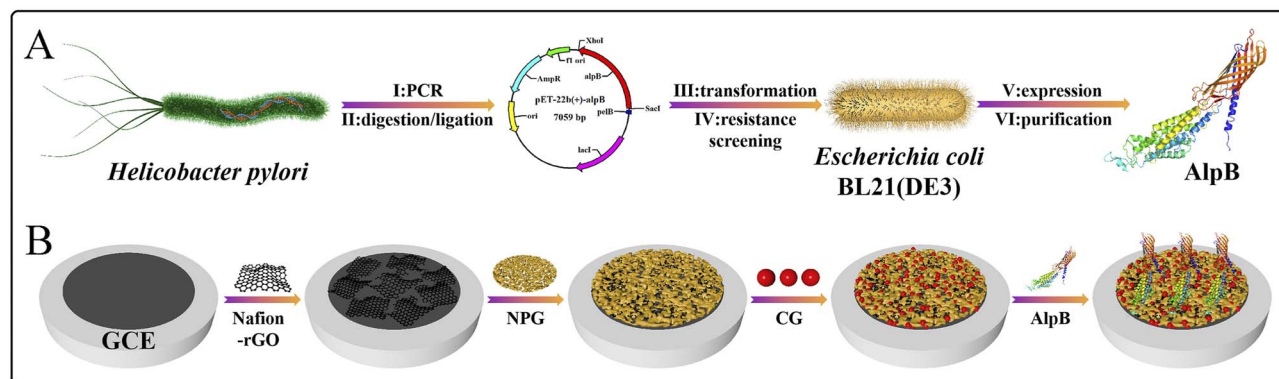 A
I:PCR
II:digestion/ligation
XhoI
f1 ori
alpB
AmpR
pET-22b(+)-alpB
SacI
pelB
ori
7059 bp
lacI
III:transformation
IV:resistance
screening
V:expression
VI:purification
Helicobacter pylori
Escherichia coli
BL21(DE3)
AlpB
B
GCE
Nafion
-rGO
NPG
CG
AlpB